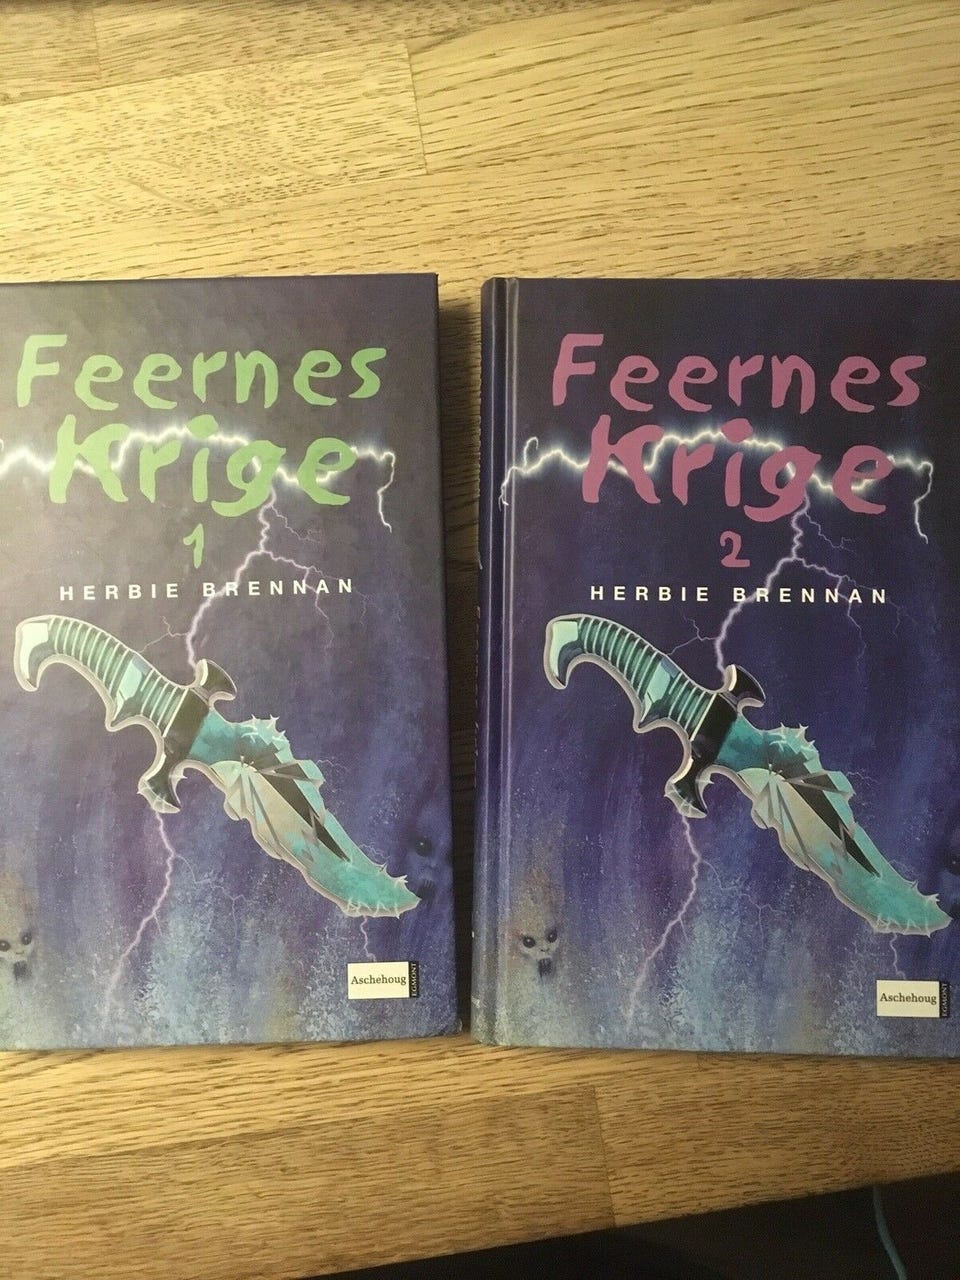 Feernes
Krige
1
HERBIE BRENNAN
Aschehoug
EGMONT
Feernes
Krige
2
HERBIE BRENNAN
Aschehoug
EGMONT